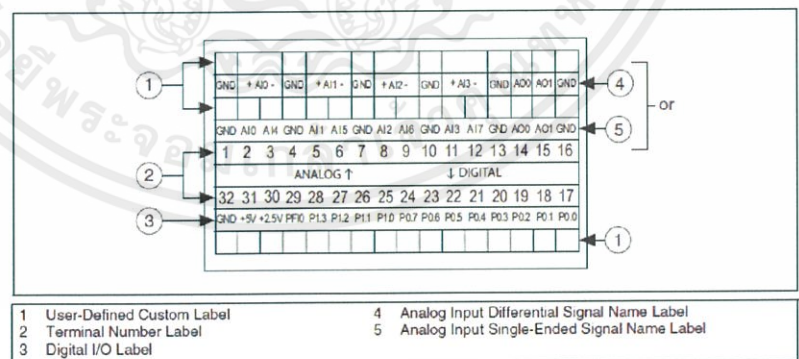 GND + AI0 - GND + AI1 - GND + AI2 - GND + AI3 - GND AO0 AO1 GND
1
4
or
GND AI0 AI4 GND AI1 AI5 GND AI2 AI6 GND AI3 AI7 GND AO0 AO1 GND
5
1 2 3 4 5 6 7 8 9 10 11 12 13 14 15 16
2
ANALOG ↑ ↓ DIGITAL
32 31 30 29 28 27 26 25 24 23 22 21 20 19 18 17
3
GND +5V +2.5V PFI0 P1.3 P1.2 P1.1 P1.0 P0.7 P0.6 P0.5 P0.4 P0.3 P0.2 P0.1 P0.0
1
1 User-Defined Custom Label
2 Terminal Number Label
3 Digital I/O Label
4 Analog Input Differential Signal Name Label
5 Analog Input Single-Ended Signal Name Label